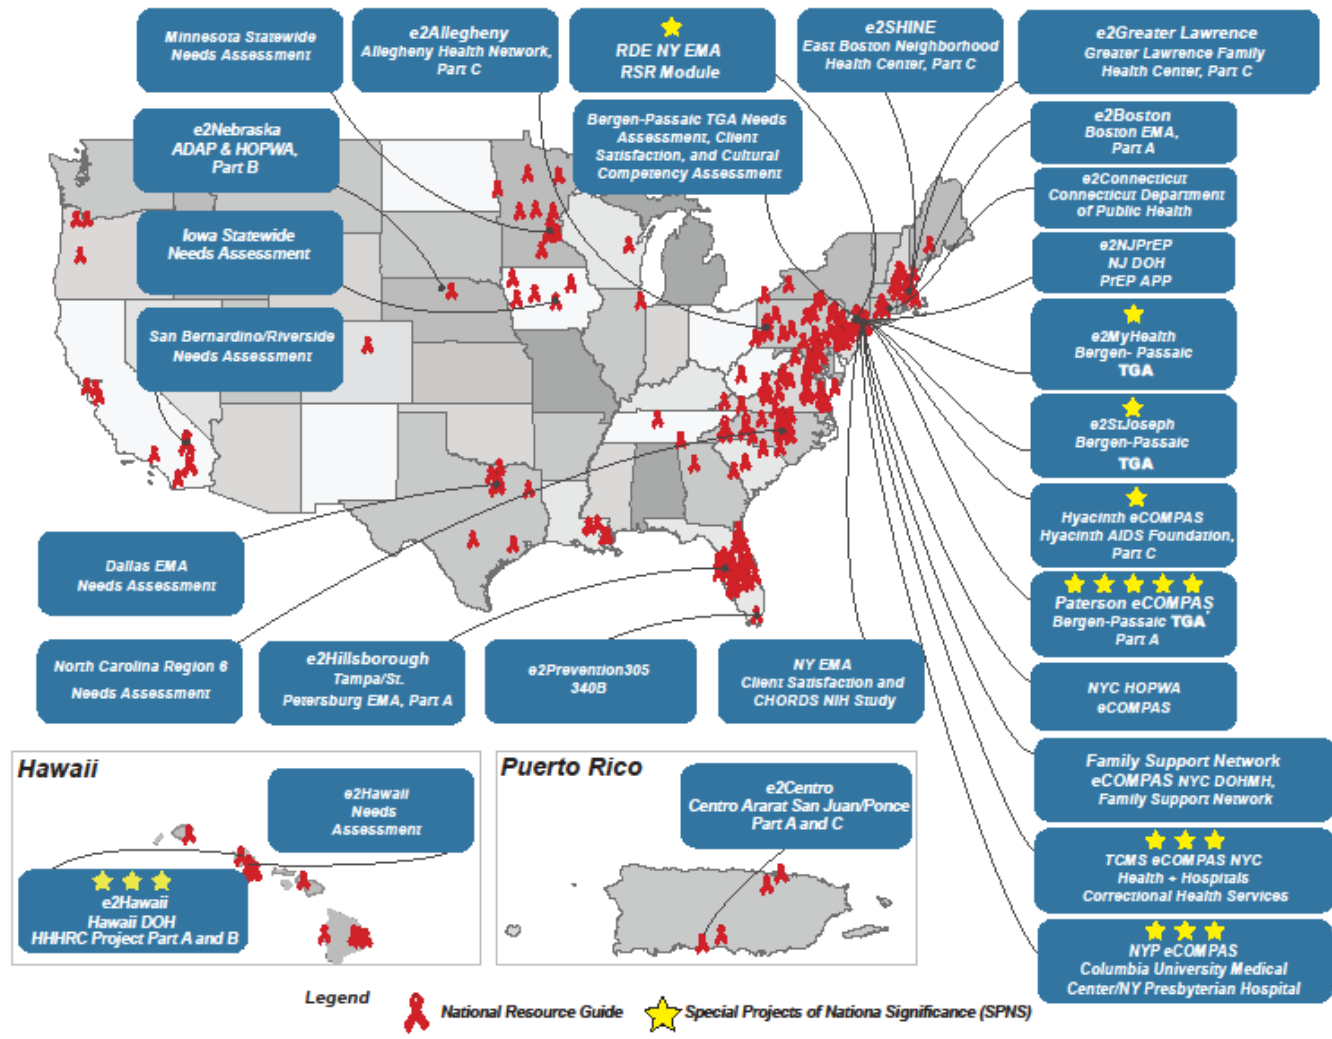 Minnesota Statewide
Needs Assessment
e2Allegheny
Allegheny Health Network,
Part C
RDE NY EMA
RSR Module
e2SHINE
East Boston Neighborhood
Health Center, Part C
e2Greater Lawrence
Greater Lawrence Family
Health Center, Part C
e2Nebraska
ADAP & HOPWA,
Part B
Bergen-Passaic TGA Needs
Assessment, Client
Satisfaction, and Cultural
Competency Assessment
e2Boston
Boston EMA,
Part A
e2Connecticut
Connecticut Department
of Public Health
Iowa Statewide
Needs Assessment
e2NJPrEP
NJ DOH
PrEP APP
San Bernardino/Riverside
Needs Assessment
e2MyHealth
Bergen- Passaic
TGA
e2StJoseph
Bergen-Passaic
TGA
Hyacinth eCOMPAS
Hyacinth AIDS Foundation,
Part C
Dallas EMA
Needs Assessment
Paterson eCOMPAS
Bergen-Passaic TGA
Part A
North Carolina Region 6
Needs Assessment
e2Hillsborough
Tampa/St.
Petersburg EMA, Part A
e2Prevention305
340B
NY EMA
Client Satisfaction and
CHORDS NIH Study
NYC HOPWA
eCOMPAS
Family Support Network
eCOMPAS NYC DOHMH,
Family Support Network
TCMS eCOMPAS NYC
Health + Hospitals
Correctional Health Services
NYP eCOMPAS
Columbia University Medical
Center/NY Presbyterian Hospital
Hawaii
e2Hawaii
Needs
Assessment
e2Hawaii
Hawaii DOH
HHHRC Project Part A and B
Puerto Rico
e2Centro
Centro Ararat San Juan/Ponce
Part A and C
Legend
National Resource Guide
Special Projects of Nationa Significance (SPNS)